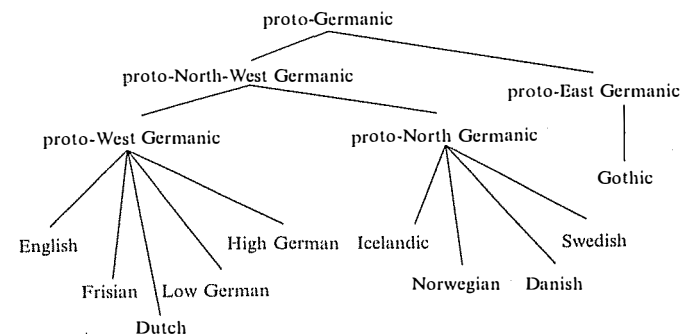 proto-Germanic
proto-North-West Germanic
proto-East Germanic
proto-West Germanic
proto-North Germanic
Gothic
English
High German
Icelandic
Swedish
Frisian
Low German
Norwegian
Danish
Dutch